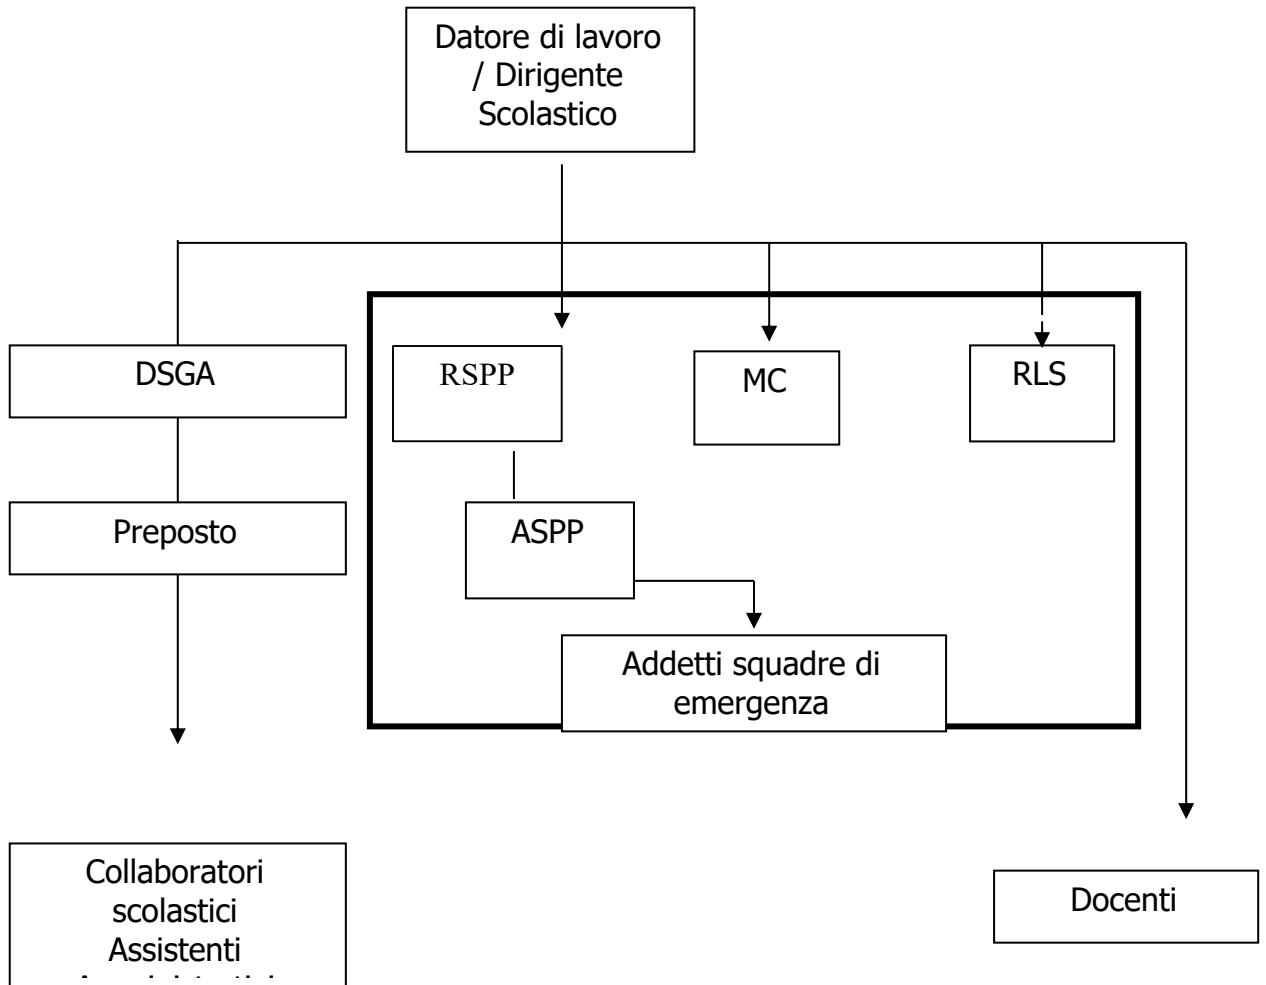 Datore di lavoro
/ Dirigente
Scolastico
DSGA
RSPP
MC
RLS
Preposto
ASPP
Addetti squadre di
emergenza
Collaboratori
scolastici
Assistenti
Docenti